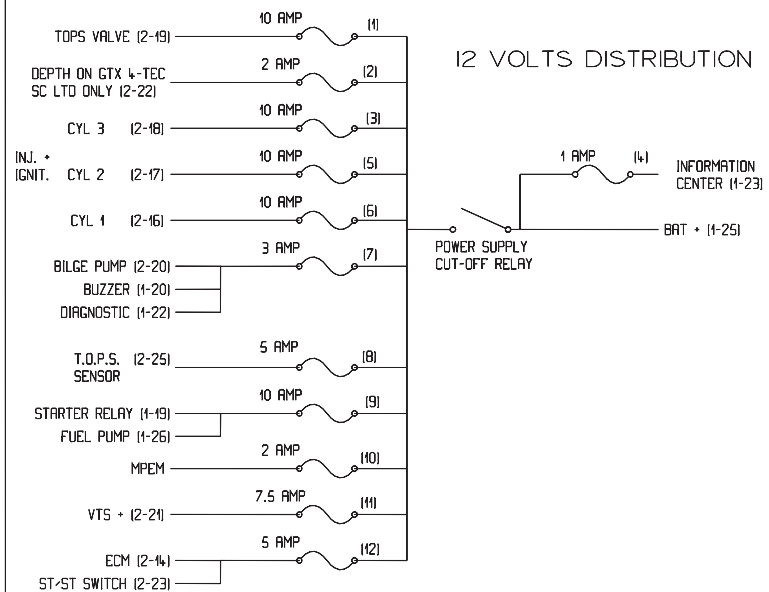 12 VOLTS DISTRIBUTION
TOPS VALVE (2-19) 10 AMP (1)
DEPTH ON GTX 4-TEC 2 AMP (2)
SC LTD ONLY (2-22)
CYL 3 (2-18) 10 AMP (3)
INJ. +
IGNIT. CYL 2 (2-17) 10 AMP (5)
CYL 1 (2-16) 10 AMP (6)
BILGE PUMP (2-20) 3 AMP (7)
BUZZER (1-20)
DIAGNOSTIC (1-22)
T.O.P.S. (2-25) 5 AMP (8)
SENSOR
STARTER RELAY (1-19) 10 AMP (9)
FUEL PUMP (1-26)
MPEM 2 AMP (10)
VTS + (2-21) 7.5 AMP (11)
ECM (2-14) 5 AMP (12)
ST/ST SWITCH (2-23)
1 AMP (4)
INFORMATION
CENTER (1-23)
BAT + (1-25)
POWER SUPPLY
CUT-OFF RELAY